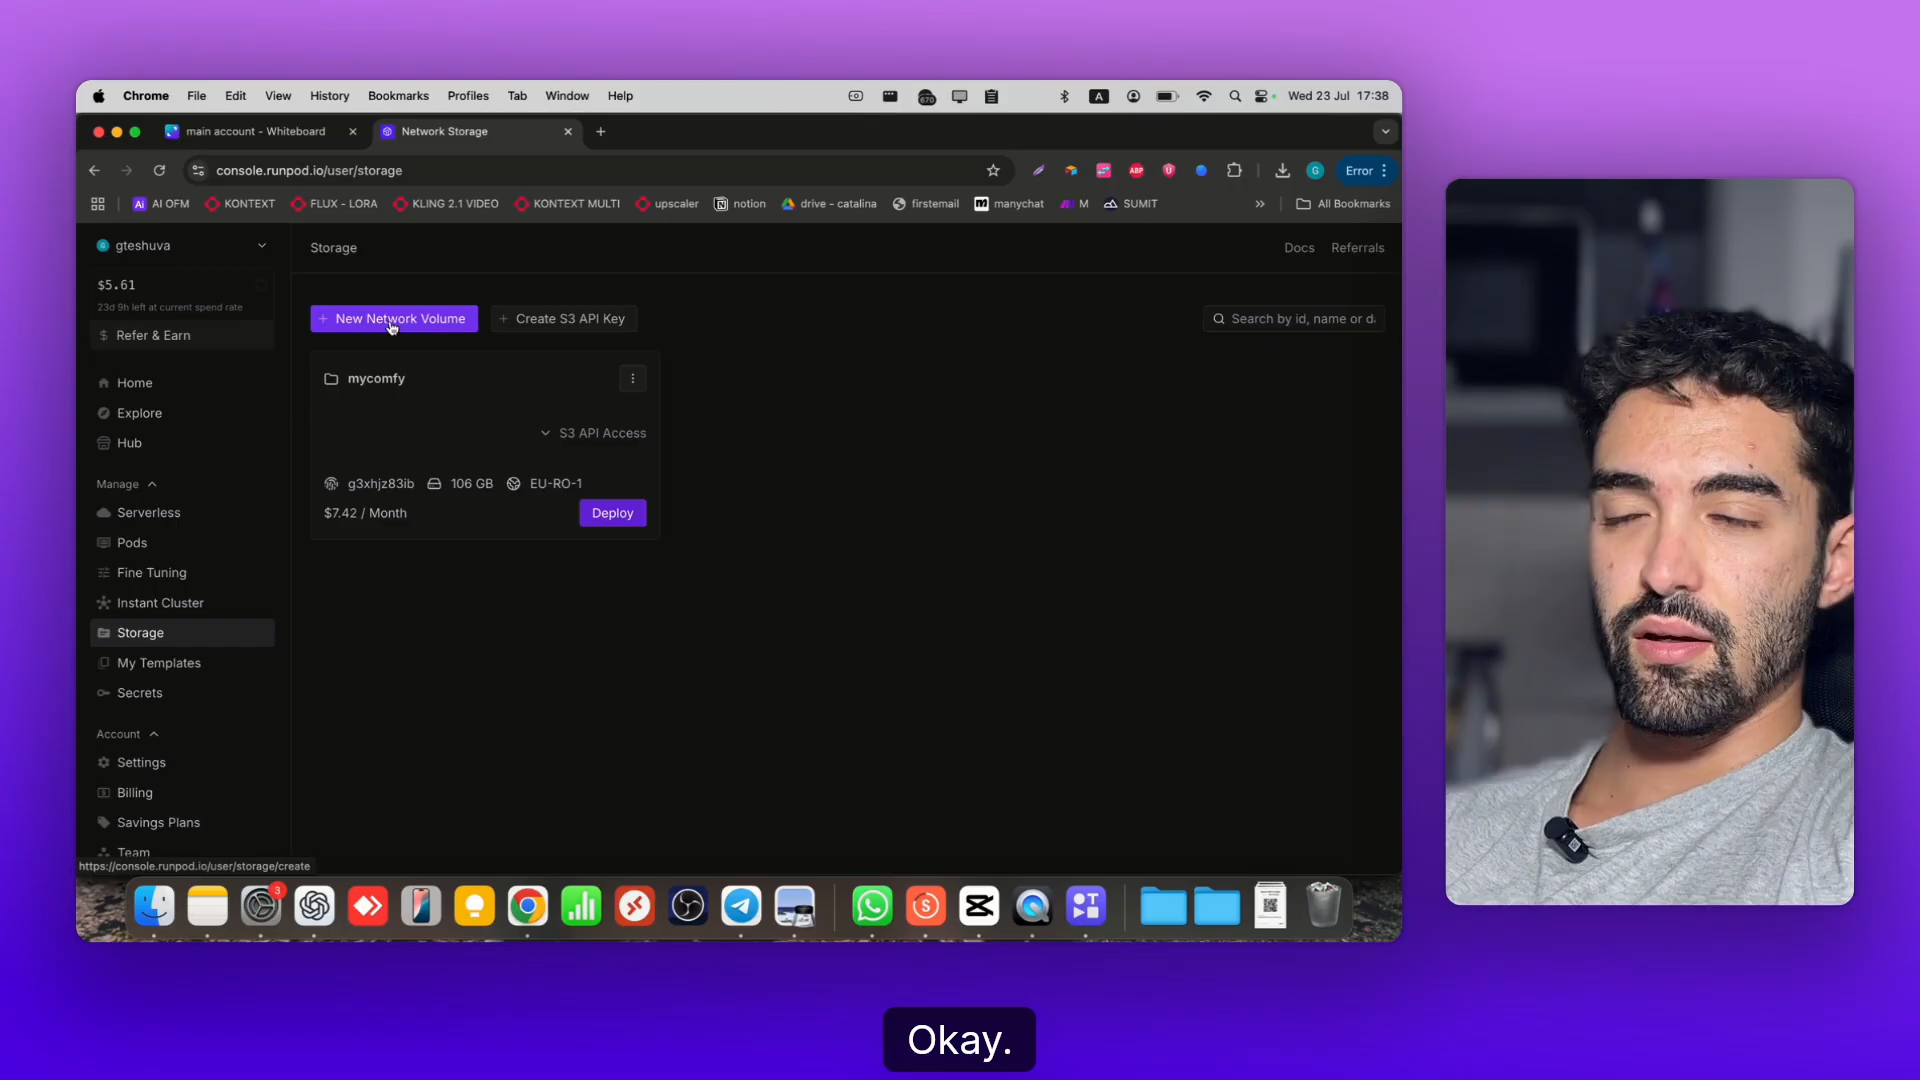 Chrome File Edit View History Bookmarks Profiles Tab Window Help
A
Wed 23 Jul 17:38
main account - Whiteboard
Network Storage
console.runpod.io/user/storage
ABP
G
Error
Ai AI OFM
KONTEXT
FLUX - LORA
KLING 2.1 VIDEO
KONTEXT MULTI
upscaler
notion
drive - catalina
firstemail
manychat
M
SUMIT
All Bookmarks
gteshuva
Storage
Docs
Referrals
$5.61
23d 9h left at current spend rate
Refer & Earn
+ New Network Volume
+ Create S3 API Key
Search by id, name or d
Home
Explore
Hub
Manage
Serverless
Pods
Fine Tuning
Instant Cluster
Storage
My Templates
Secrets
Account
Settings
Billing
Savings Plans
Team
mycomfy
S3 API Access
g3xhjz83ib
106 GB
EU-RO-1
$7.42 / Month
Deploy
https://console.runpod.io/user/storage/create
3
Okay.